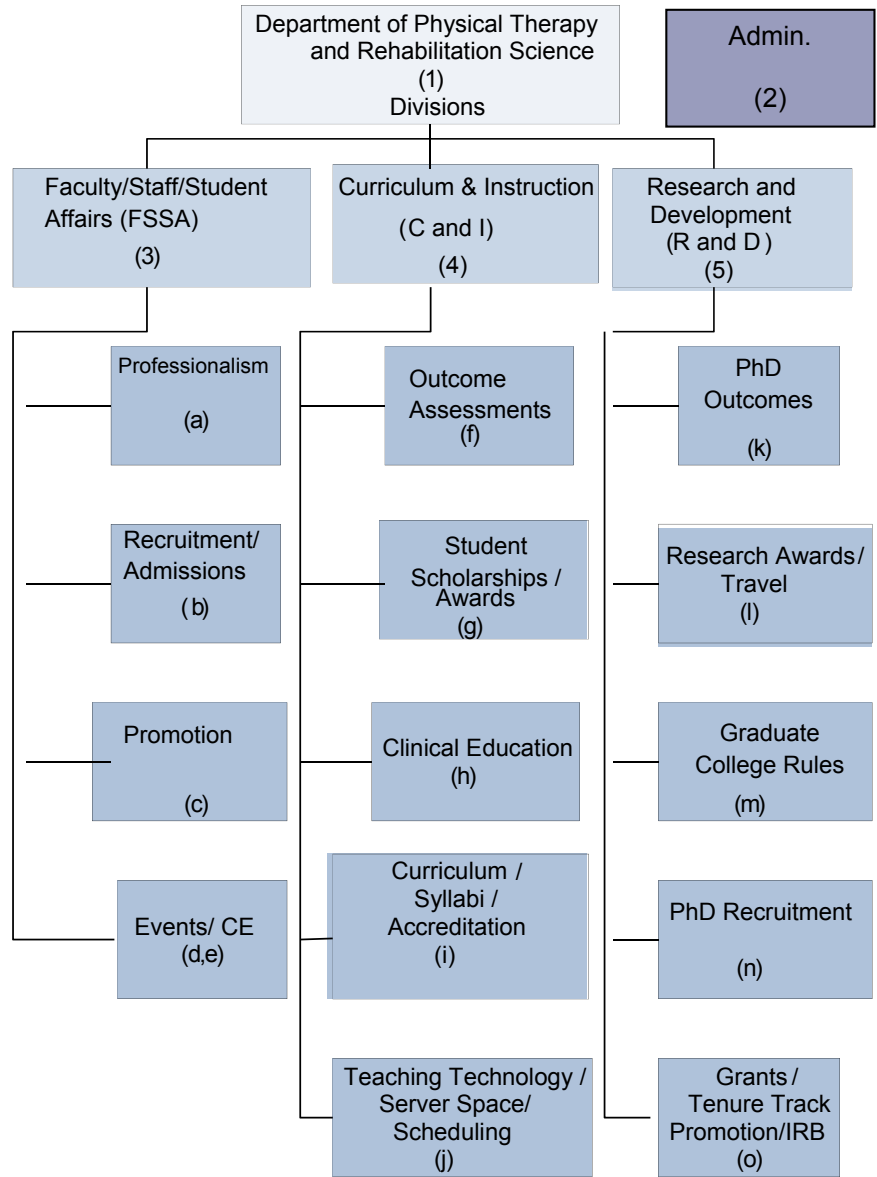 Department of Physical Therapy
and Rehabilitation Science
(1)
Divisions
Admin.
(2)
Faculty/Staff/Student
Affairs (FSSA)
(3)
Curriculum & Instruction
(C and I)
(4)
Research and
Development
(R and D )
(5)
Professionalism
(a)
Outcome
Assessments
(f)
PhD
Outcomes
(k)
Recruitment/
Admissions
( b)
Student
Scholarships /
Awards
(g)
Research Awards/
Travel
(l)
Promotion
(c)
Clinical Education
(h)
Graduate
College Rules
(m)
Events/ CE
(d,e)
Curriculum /
Syllabi /
Accreditation
(i)
PhD Recruitment
(n)
Teaching Technology /
Server Space/
Scheduling
(j)
Grants /
Tenure Track
Promotion/IRB
(o)